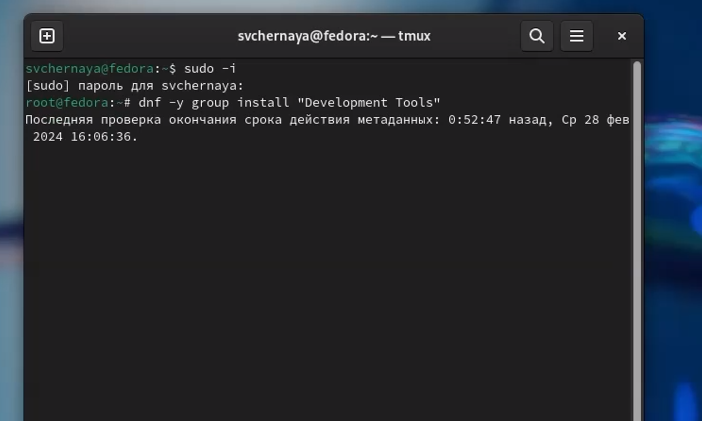 svchernaya@fedora:~ — tmux
svchernaya@fedora:~$ sudo -i
[sudo] пароль для svchernaya:
root@fedora:~# dnf -y group install "Development Tools"
Последняя проверка окончания срока действия метаданных: 0:52:47 назад, Ср 28 фев
 2024 16:06:36.